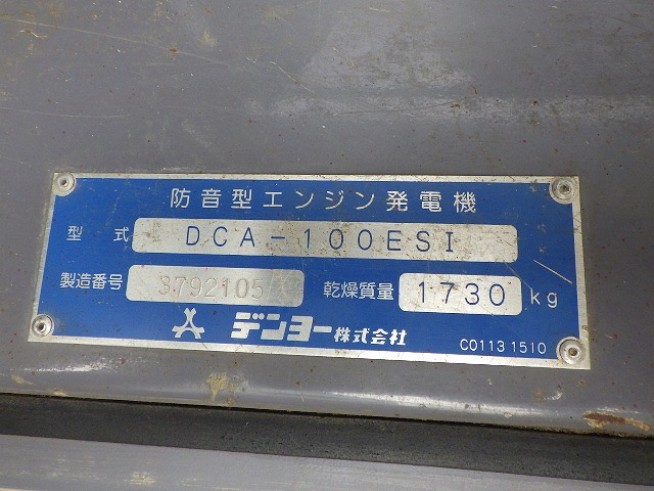 防音型エンジン発電機
型式 DCA-100ESI
製造番号 3792105 乾燥質量 1730 kg
デンヨー株式会社
C0113 1510